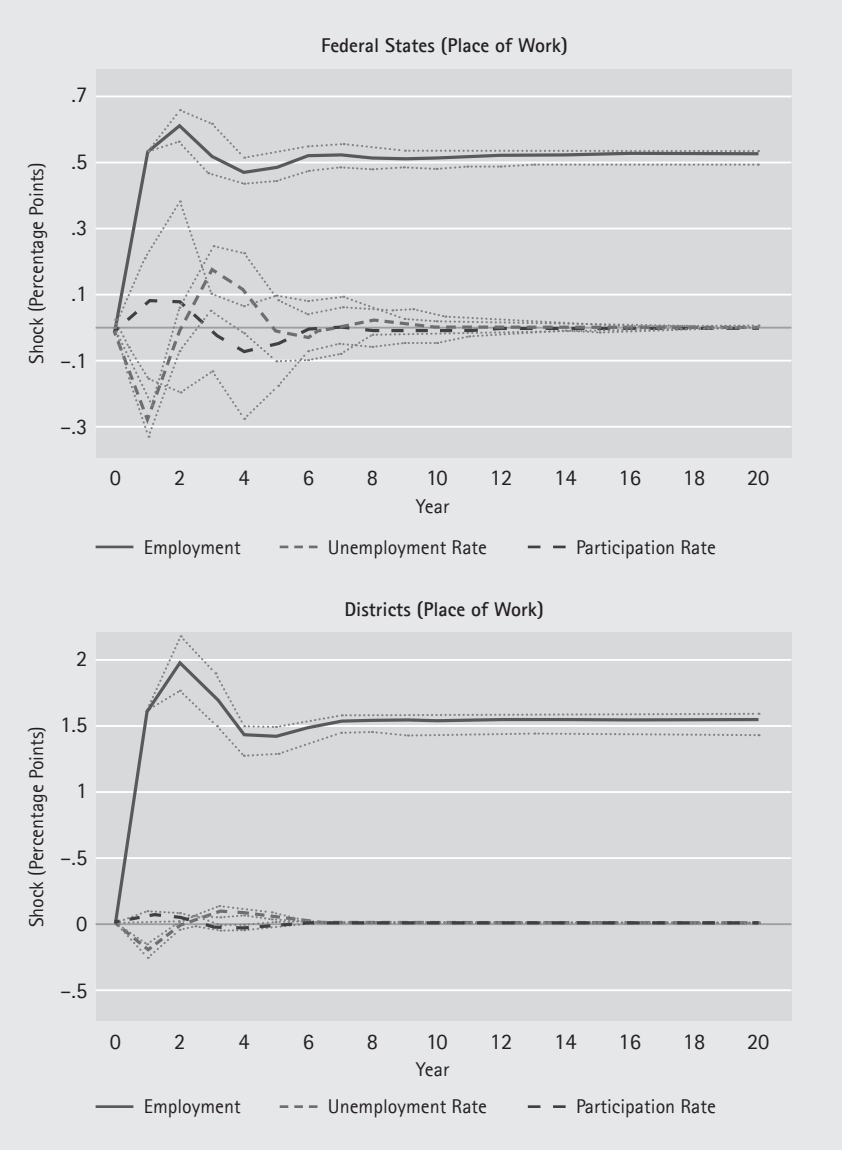 Federal States (Place of Work)
Shock (Percentage Points)
.7
.5
.3
.1
–.1
–.3
0 2 4 6 8 10 12 14 16 18 20
Year
Employment Unemployment Rate Participation Rate
Districts (Place of Work)
Shock (Percentage Points)
2
1.5
1
–.5
0
–.5
0 2 4 6 8 10 12 14 16 18 20
Year
Employment Unemployment Rate Participation Rate